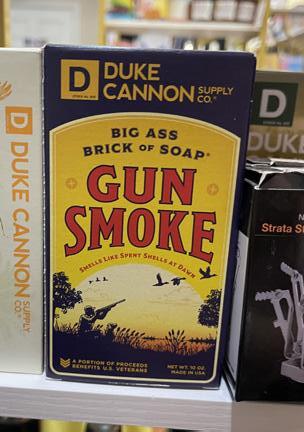 D
DUKE CANNON
SUPPLY
CO.
D
DUKE
CANNON SUPPLY
CO.®
BIG ASS
BRICK OF SOAP®
GUN
SMOKE
SMELLS LIKE SPENT SHELLS AT DAWN
A PORTION OF PROCEEDS
BENEFITS U.S. VETERANS
NET WT. 10 OZ.
MADE IN USA
D
DUKE
Strata